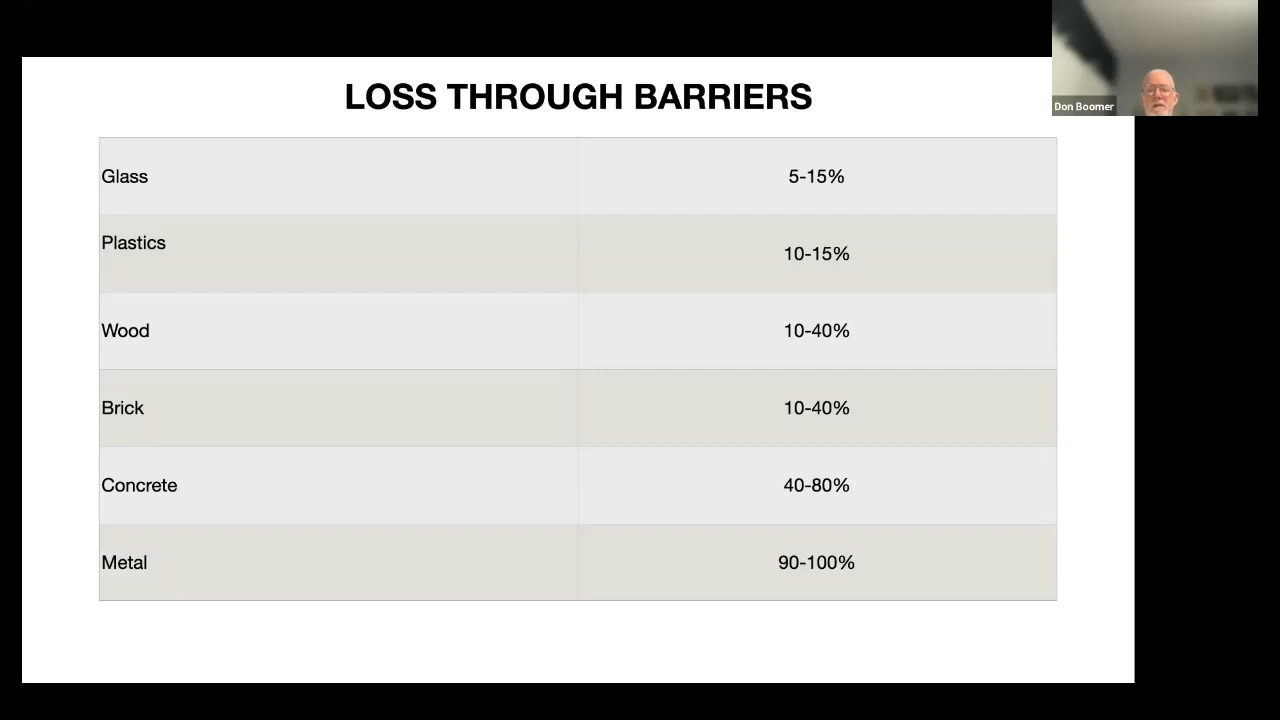 LOSS THROUGH BARRIERS
Don Boomer
Glass 5-15%
Plastics 10-15%
Wood 10-40%
Brick 10-40%
Concrete 40-80%
Metal 90-100%